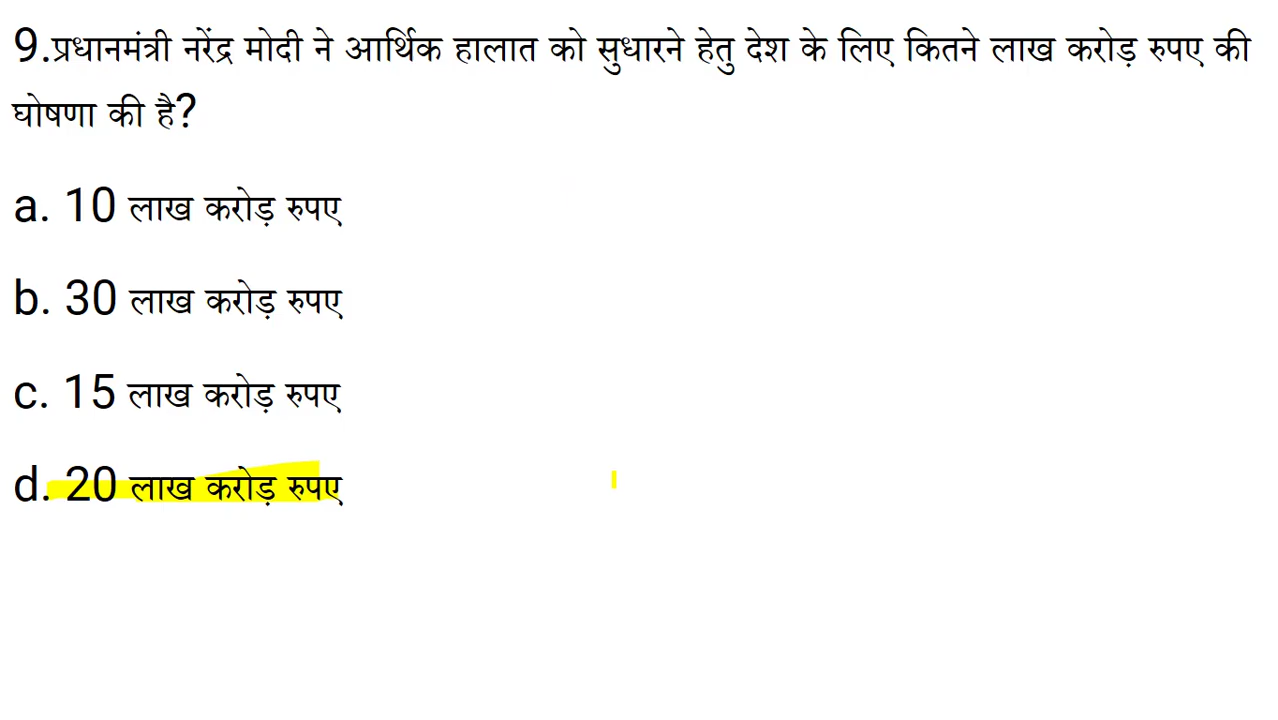 9.प्रधानमंत्री नरेंद्र मोदी ने आर्थिक हालात को सुधारने हेतु देश के लिए कितने लाख करोड़ रुपए की
घोषणा की है?
a. 10 लाख करोड़ रुपए
b. 30 लाख करोड़ रुपए
c. 15 लाख करोड़ रुपए
d. 20 लाख करोड़ रुपए